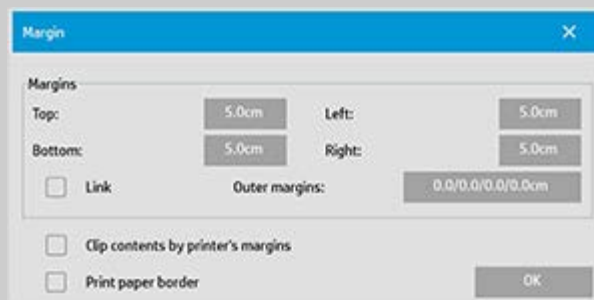 Margin
Margins
Top: 5.0cm Left: 5.0cm
Bottom: 5.0cm Right: 5.0cm
Link Outer margins: 0.0/0.0/0.0/0.0cm
Clip contents by printer's margins
Print paper border OK